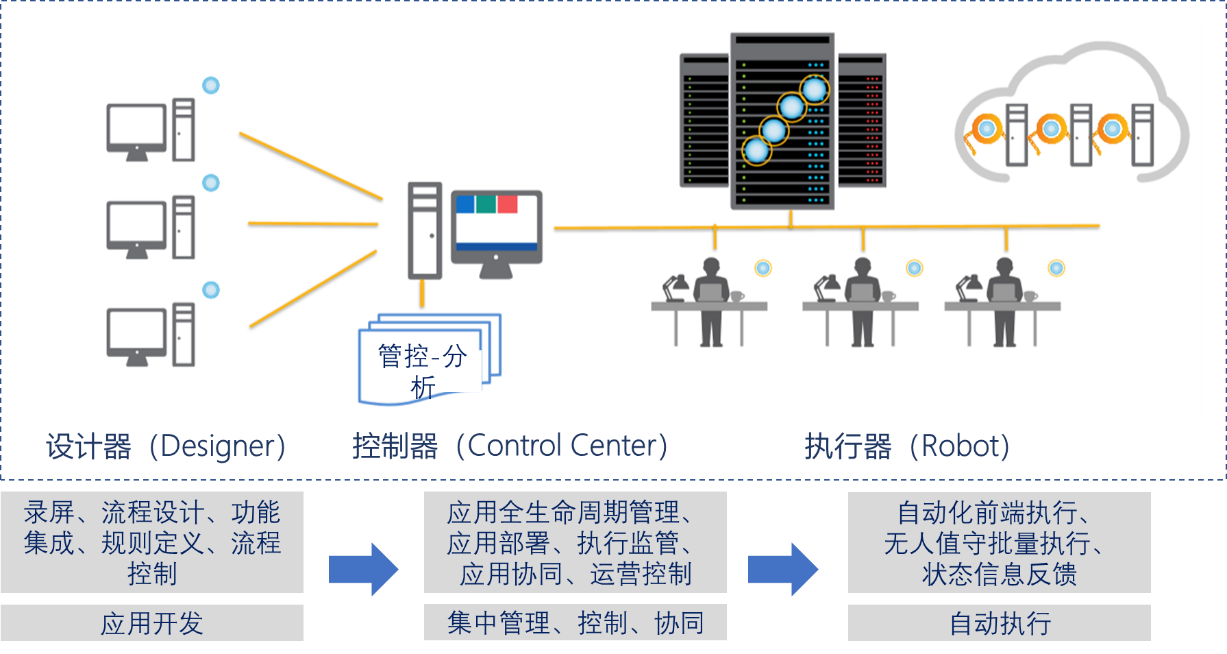 管控-分
析
设计器（Designer）
控制器（Control Center）
执行器（Robot）
录屏、流程设计、功能
集成、规则定义、流程
控制
应用全生命周期管理、
应用部署、执行监管、
应用协同、运营控制
自动化前端执行、
无人值守批量执行、
状态信息反馈
应用开发
集中管理、控制、协同
自动执行